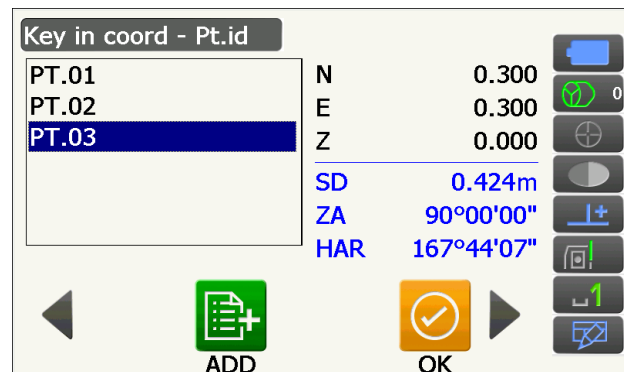 Key in coord - Pt.id
PT.01
PT.02
PT.03
N 0.300
E 0.300
Z 0.000
SD 0.424m
ZA 90°00'00"
HAR 167°44'07"
0
1
ADD
OK